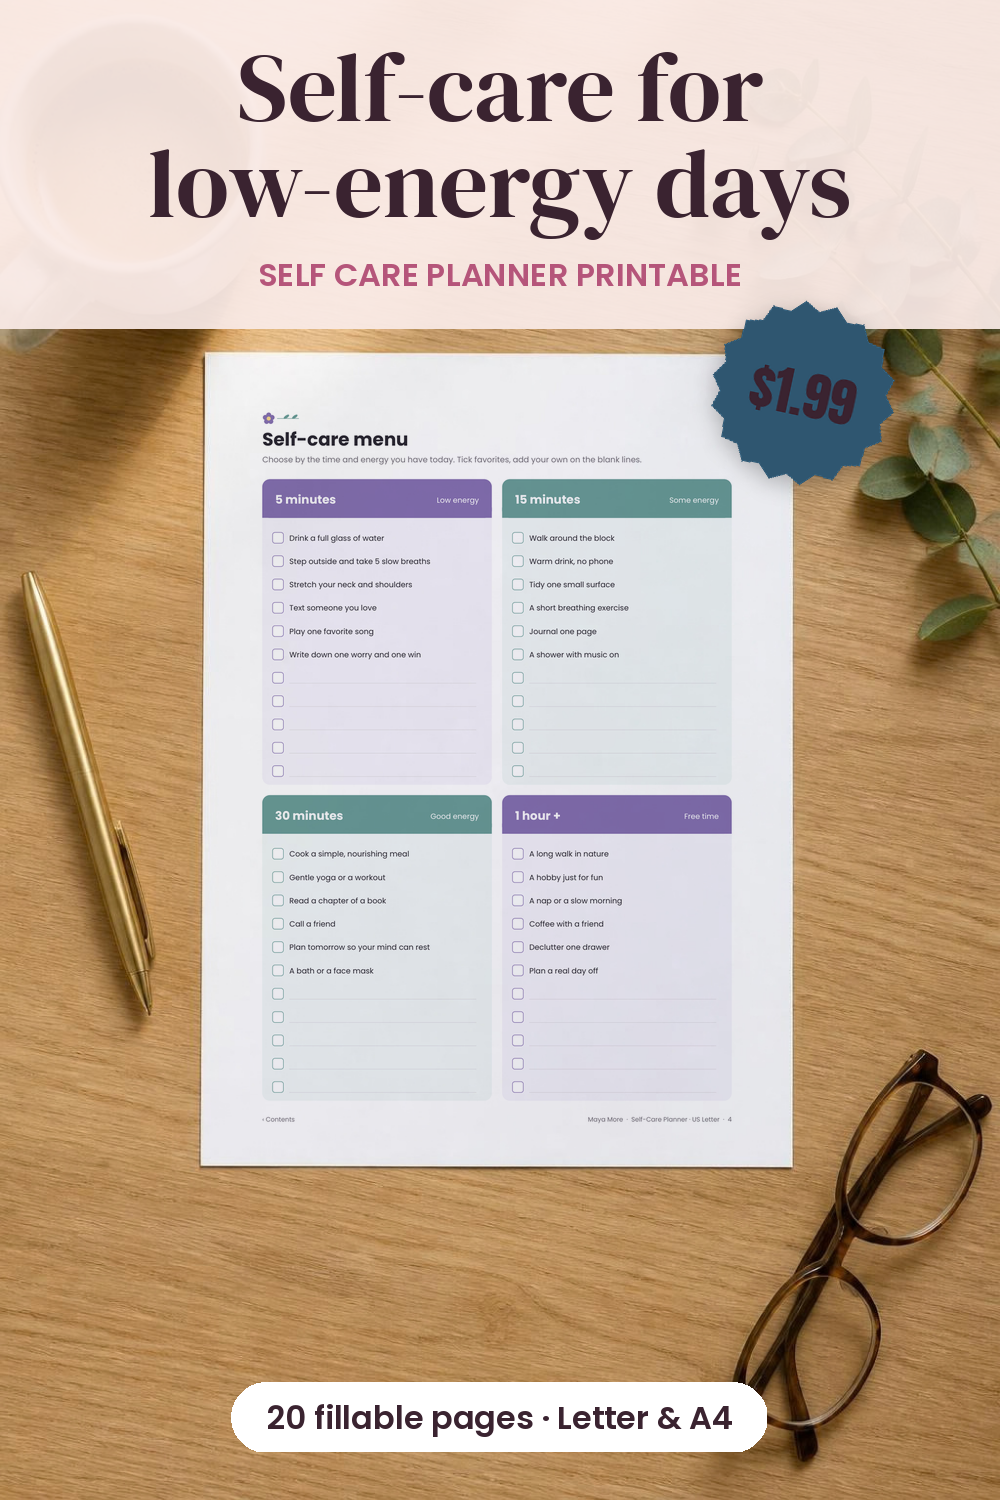 Self-care for
low-energy days
SELF CARE PLANNER PRINTABLE
$1.99
Self-care menu
Choose by the time and energy you have today. Tick favorites, add your own on the blank lines.
5 minutes Low energy
Drink a full glass of water
Step outside and take 5 slow breaths
Stretch your neck and shoulders
Text someone you love
Play one favorite song
Write down one worry and one win
15 minutes Some energy
Walk around the block
Warm drink, no phone
Tidy one small surface
A short breathing exercise
Journal one page
A shower with music on
30 minutes Good energy
Cook a simple, nourishing meal
Gentle yoga or a workout
Read a chapter of a book
Call a friend
Plan tomorrow so your mind can rest
A bath or a face mask
1 hour + Free time
A long walk in nature
A hobby just for fun
A nap or a slow morning
Coffee with a friend
Declutter one drawer
Plan a real day off
‹ Contents
Maya More · Self-Care Planner · US Letter · 4
20 fillable pages · Letter & A4